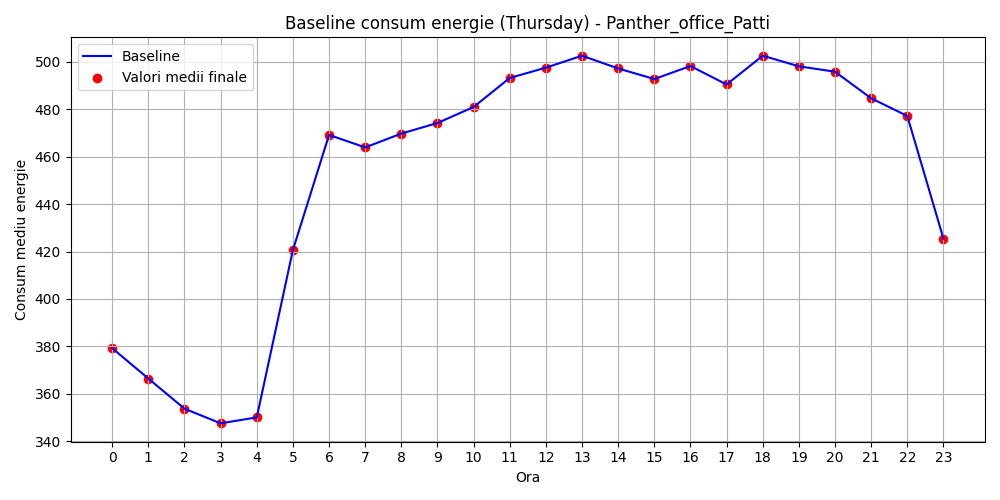 Baseline consum energie (Thursday) - Panther_office_Patti
Baseline
Valori medii finale
Consum mediu energie
500
480
460
440
420
400
380
360
340
0 1 2 3 4 5 6 7 8 9 10 11 12 13 14 15 16 17 18 19 20 21 22 23
Ora